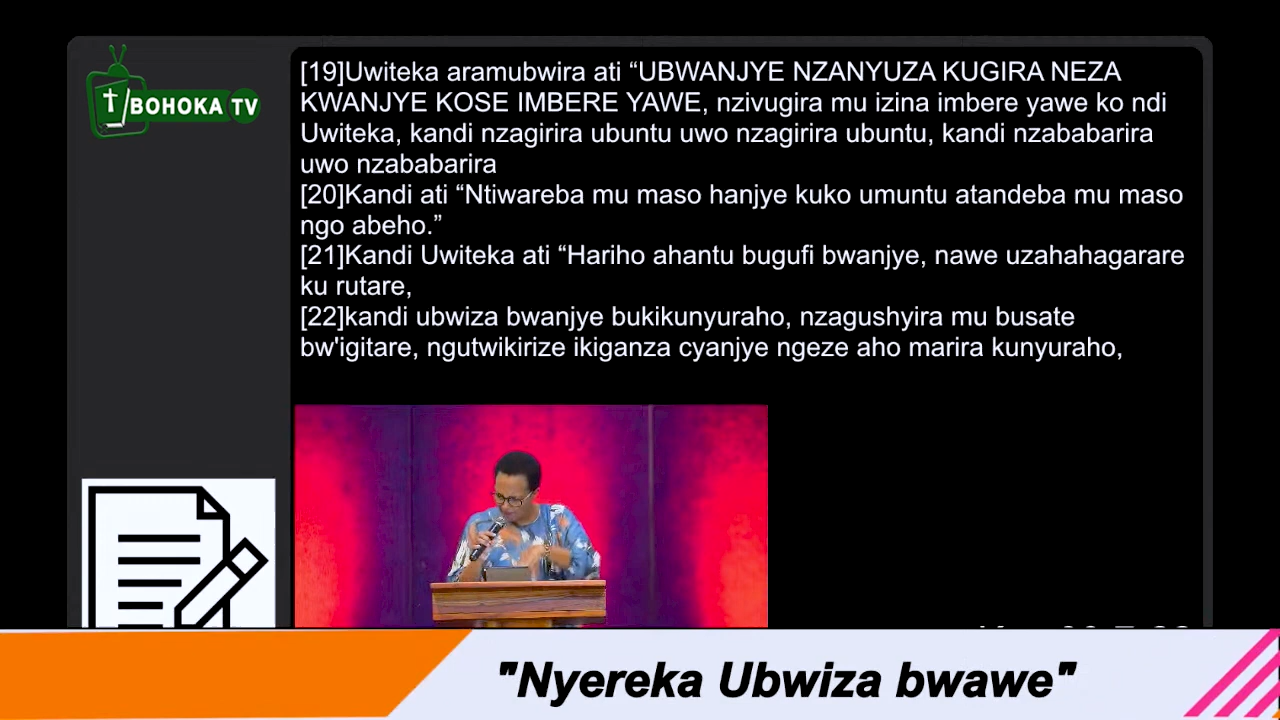 BOHOKA TV
[19]Uwiteka aramubwira ati “UBWANJYE NZANYUZA KUGIRA NEZA
KWANJYE KOSE IMBERE YAWE, nzivugira mu izina imbere yawe ko ndi
Uwiteka, kandi nzagirira ubuntu uwo nzagirira ubuntu, kandi nzababarira
uwo nzababarira
[20]Kandi ati “Ntiwareba mu maso hanjye kuko umuntu atandeba mu maso
ngo abeho.”
[21]Kandi Uwiteka ati “Hariho ahantu bugufi bwanjye, nawe uzahahagarare
ku rutare,
[22]kandi ubwiza bwanjye bukikunyuraho, nzagushyira mu busate
bw'igitare, ngutwikirize ikiganza cyanjye ngeze aho marira kunyuraho,
"Nyereka Ubwiza bwawe"